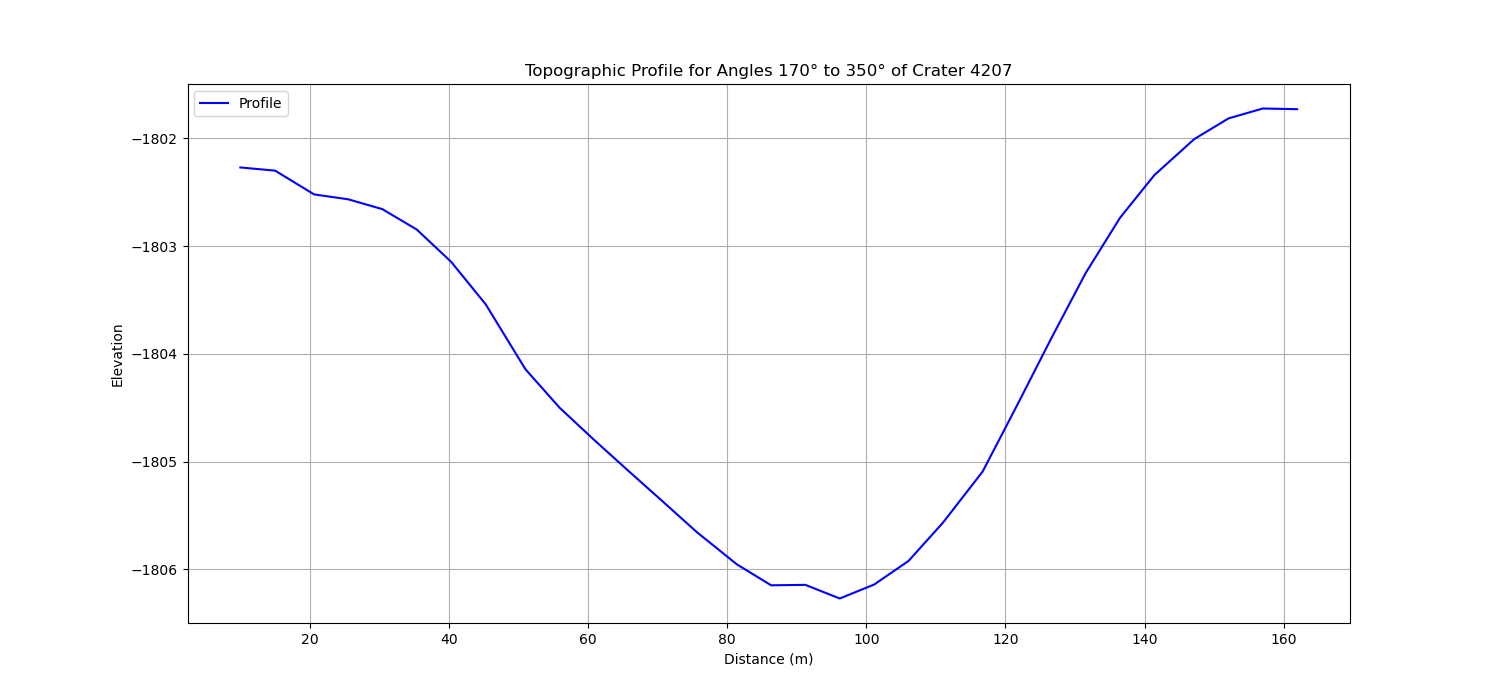 Topographic Profile for Angles 170° to 350° of Crater 4207
Profile
−1802
−1803
−1804
−1805
−1806
Elevation
20 40 60 80 100 120 140 160
Distance (m)